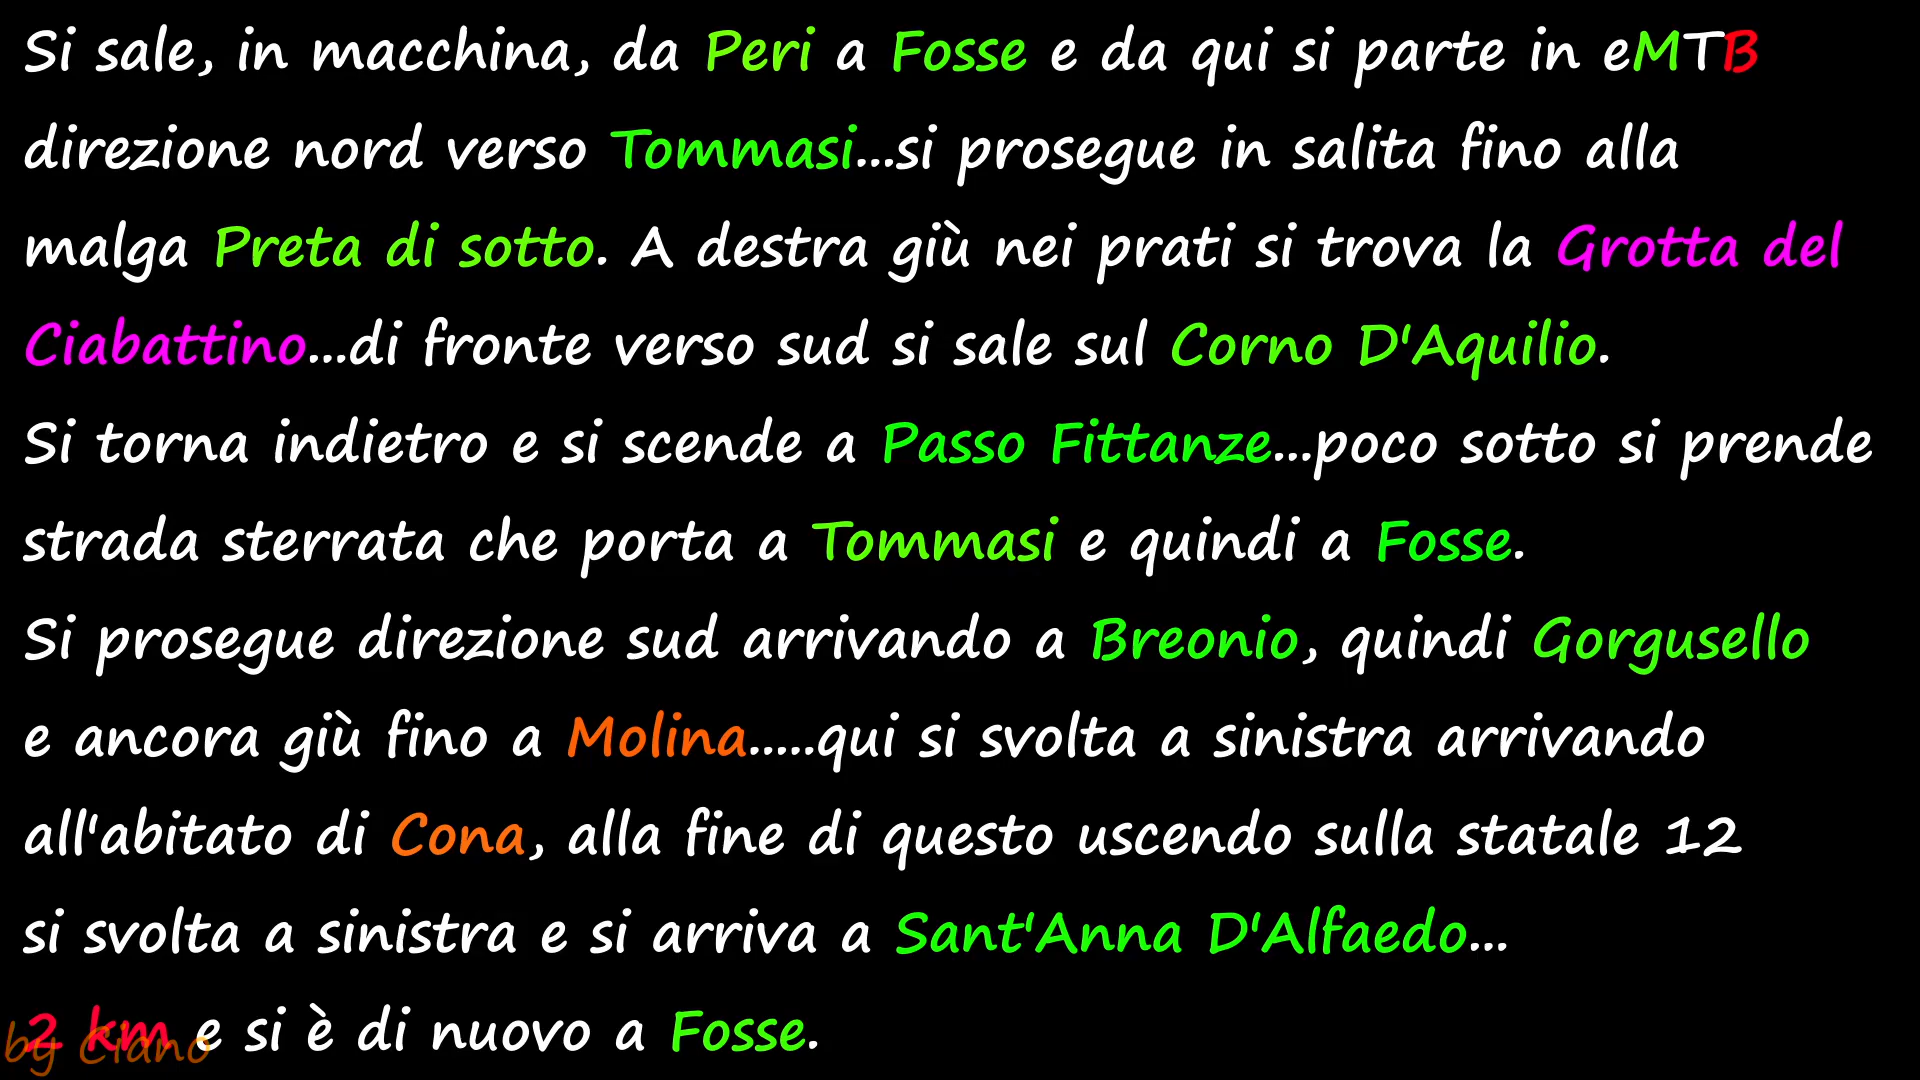 Si sale, in macchina, da Peri a Fosse e da qui si parte in eMTB
direzione nord verso Tommasi...si prosegue in salita fino alla
malga Preta di sotto. A destra giù nei prati si trova la Grotta del
Ciabattino...di fronte verso sud si sale sul Corno D'Aquilio.
Si torna indietro e si scende a Passo Fittanze...poco sotto si prende
strada sterrata che porta a Tommasi e quindi a Fosse.
Si prosegue direzione sud arrivando a Breonio, quindi Gorgusello
e ancora giù fino a Molina.....qui si svolta a sinistra arrivando
all'abitato di Cona, alla fine di questo uscendo sulla statale 12
si svolta a sinistra e si arriva a Sant'Anna D'Alfaedo...
2 km e si è di nuovo a Fosse.
by Ciano